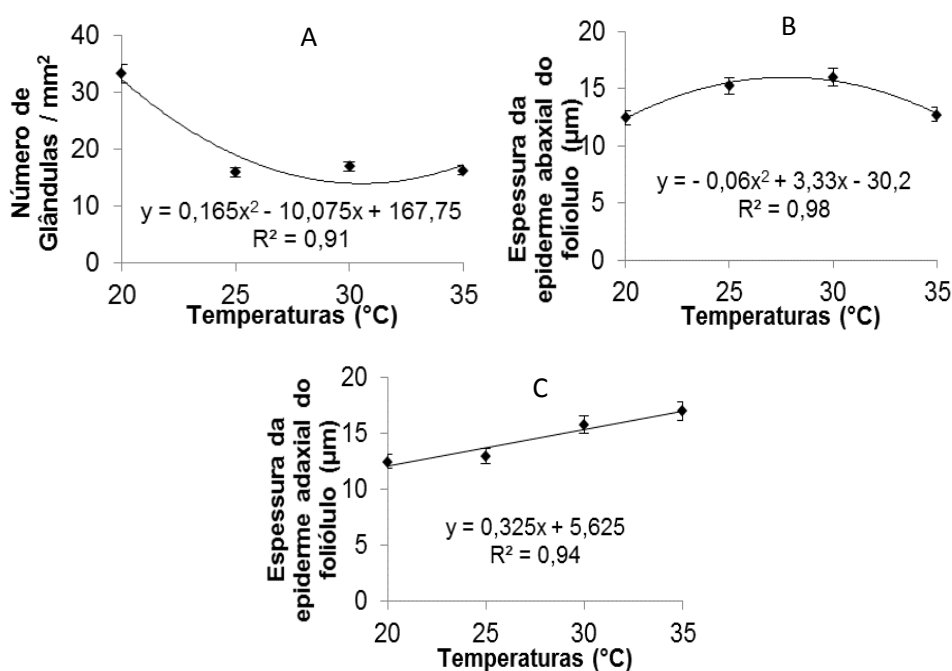 A
Número de
Glândulas / mm²
40
30
20
10
0
y = 0,165x² - 10,075x + 167,75
R² = 0,91
20 25 30 35
Temperaturas (°C)
B
Espessura da
epiderme abaxial do
folíolulo (µm)
20
15
10
5
0
y = - 0,06x² + 3,33x - 30,2
R² = 0,98
20 25 30 35
Temperaturas (°C)
C
Espessura da
epiderme adaxial do
foliólulo (µm)
20
15
10
5
0
y = 0,325x + 5,625
R² = 0,94
20 25 30 35
Temperaturas (°C)